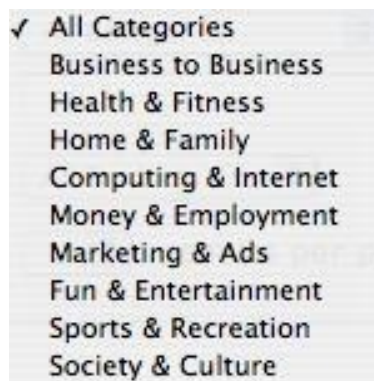 ✓ All Categories
Business to Business
Health & Fitness
Home & Family
Computing & Internet
Money & Employment
Marketing & Ads
Fun & Entertainment
Sports & Recreation
Society & Culture